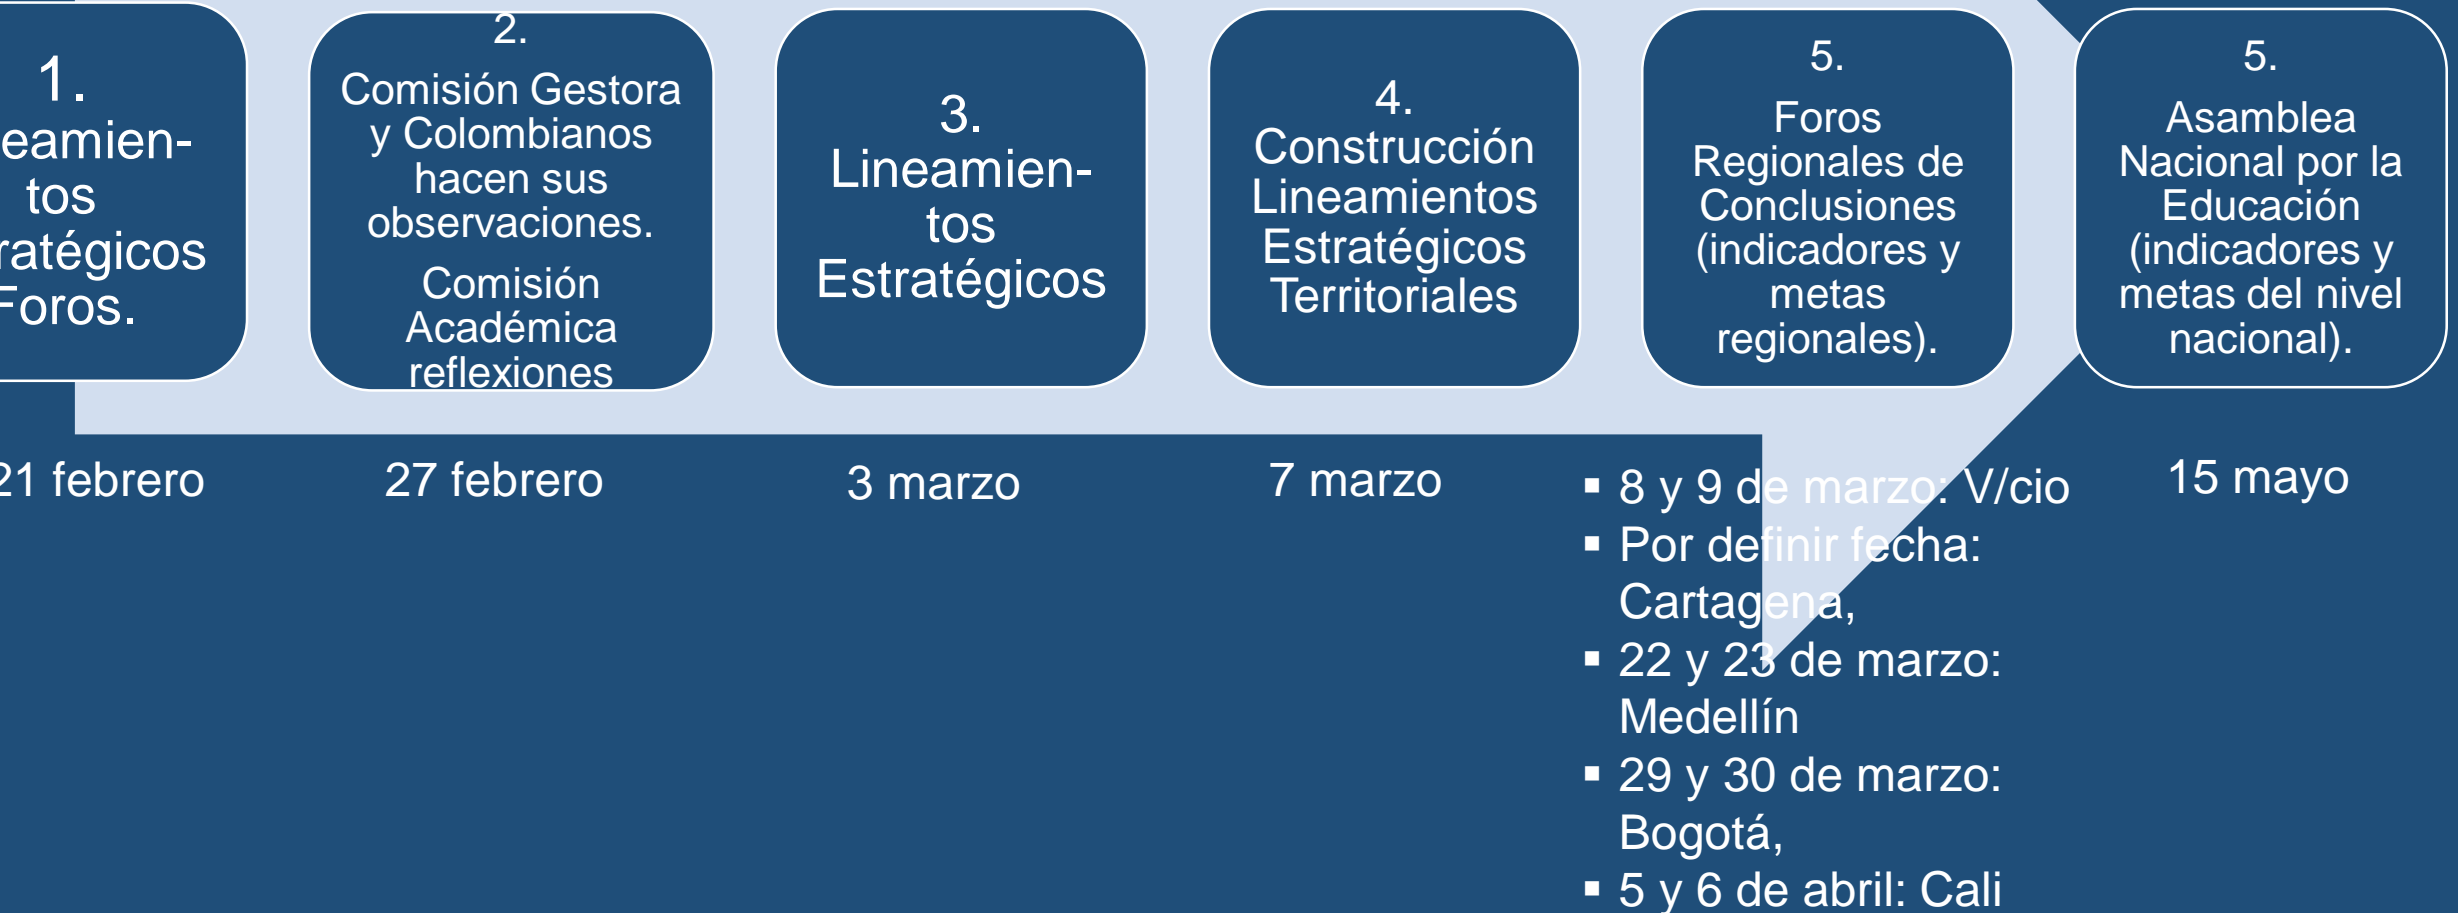 1.
eamien-
tos
ratégicos
Foros.
2.
Comisión Gestora
y Colombianos
hacen sus
observaciones.
Comisión
Académica
reflexiones
3.
Lineamien-
tos
Estratégicos
4.
Construcción
Lineamientos
Estratégicos
Territoriales
5.
Foros
Regionales de
Conclusiones
(indicadores y
metas
regionales).
5.
Asamblea
Nacional por la
Educación
(indicadores y
metas del nivel
nacional).
21 febrero
27 febrero
3 marzo
7 marzo
▪ 8 y 9 de marzo: V/cio
▪ Por definir fecha:
Cartagena,
▪ 22 y 23 de marzo:
Medellín
▪ 29 y 30 de marzo:
Bogotá,
▪ 5 y 6 de abril: Cali
15 mayo